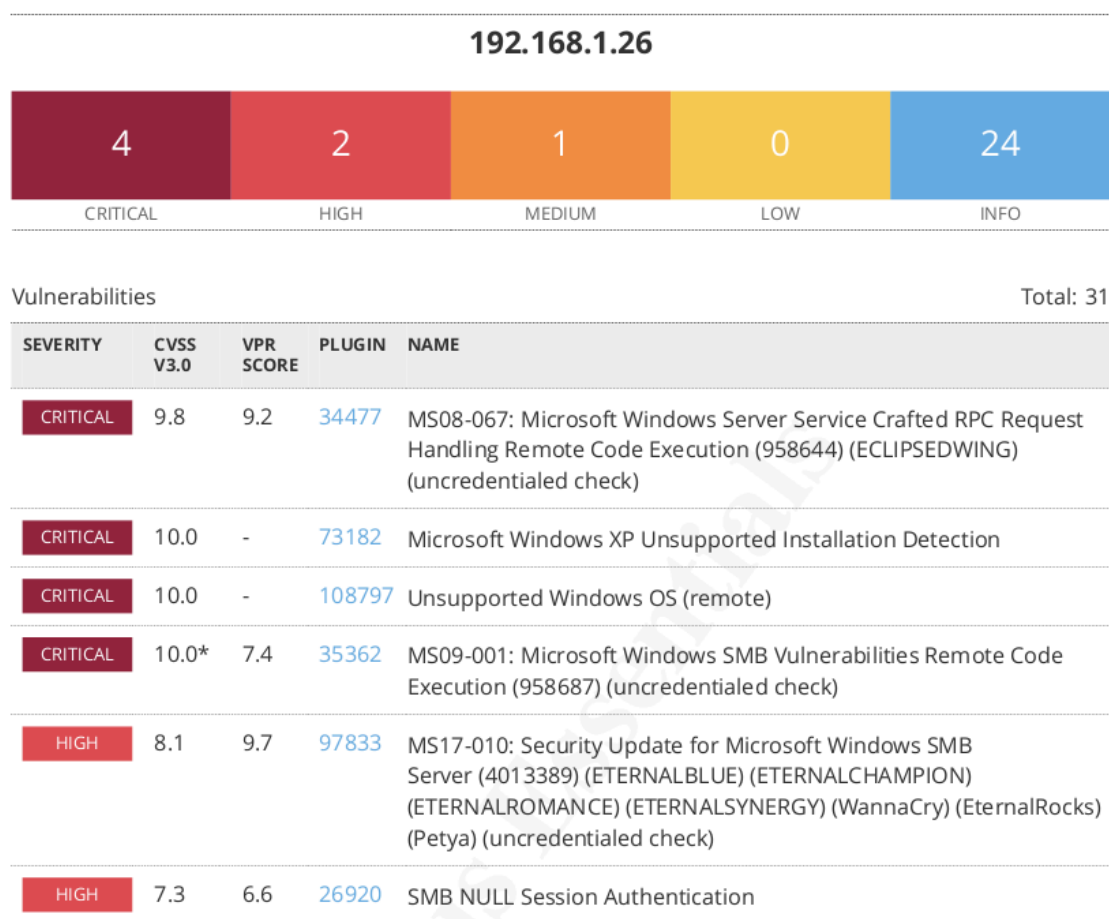 192.168.1.26
4 2 1 0 24
CRITICAL HIGH MEDIUM LOW INFO
Vulnerabilities Total: 31
SEVERITY CVSS V3.0 VPR SCORE PLUGIN NAME
CRITICAL 9.8 9.2 34477 MS08-067: Microsoft Windows Server Service Crafted RPC Request
Handling Remote Code Execution (958644) (ECLIPSEDWING)
(uncredentialed check)
CRITICAL 10.0 - 73182 Microsoft Windows XP Unsupported Installation Detection
CRITICAL 10.0 - 108797 Unsupported Windows OS (remote)
CRITICAL 10.0* 7.4 35362 MS09-001: Microsoft Windows SMB Vulnerabilities Remote Code
Execution (958687) (uncredentialed check)
HIGH 8.1 9.7 97833 MS17-010: Security Update for Microsoft Windows SMB
Server (4013389) (ETERNALBLUE) (ETERNALCHAMPION)
(ETERNALROMANCE) (ETERNALSYNERGY) (WannaCry) (EternalRocks)
(Petya) (uncredentialed check)
HIGH 7.3 6.6 26920 SMB NULL Session Authentication
Essentials